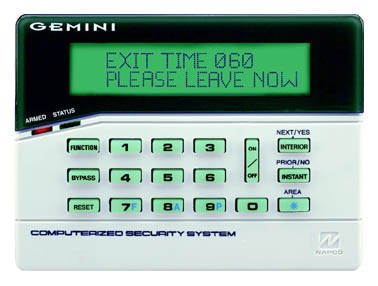 GEMINI
EXIT TIME 060
PLEASE LEAVE NOW
ARMED STATUS
NEXT/YES
FUNCTION 1 2 3 ON/OFF INTERIOR
PRIOR/NO
BYPASS 4 5 6 INSTANT
AREA
RESET 7F 8A 9P 0 *
COMPUTERIZED SECURITY SYSTEM
NAPCO